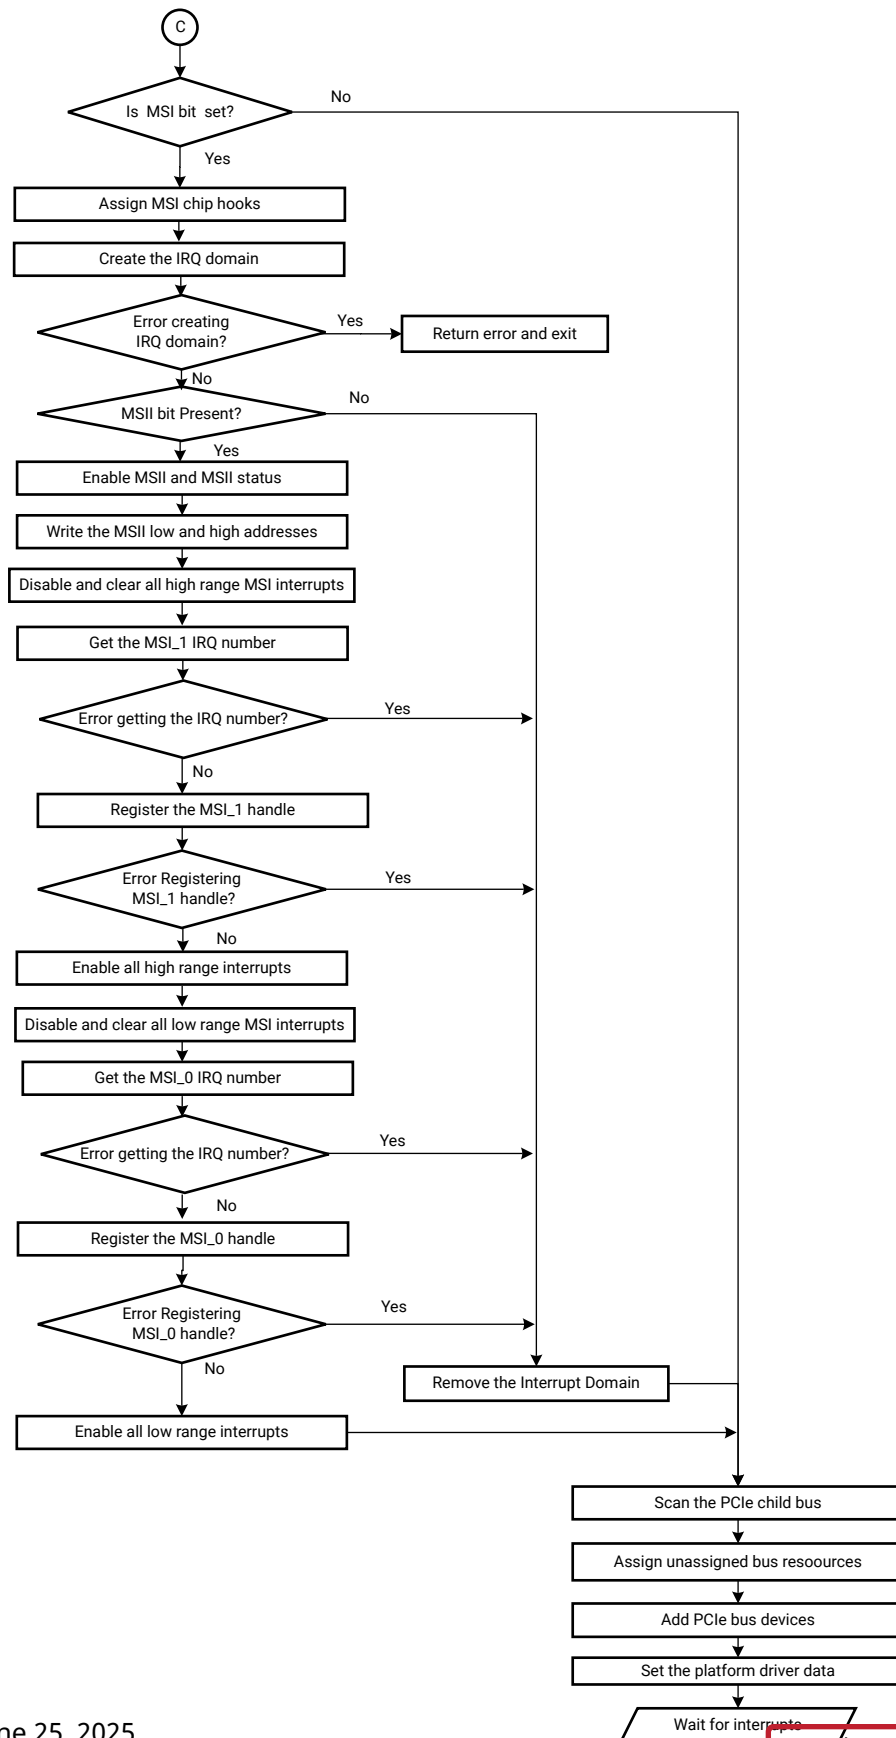 C
Is MSI bit set?
No
Yes
Assign MSI chip hooks
Create the IRQ domain
Error creating
IRQ domain?
Yes
Return error and exit
No
MSII bit Present?
No
Yes
Enable MSII and MSII status
Write the MSII low and high addresses
Disable and clear all high range MSI interrupts
Get the MSI_1 IRQ number
Error getting the IRQ number?
Yes
No
Register the MSI_1 handle
Error Registering
MSI_1 handle?
Yes
No
Enable all high range interrupts
Disable and clear all low range MSI interrupts
Get the MSI_0 IRQ number
Error getting the IRQ number?
Yes
No
Register the MSI_0 handle
Error Registering
MSI_0 handle?
Yes
No
Remove the Interrupt Domain
Enable all low range interrupts
Scan the PCIe child bus
Assign unassigned bus resoources
Add PCIe bus devices
Set the platform driver data
Wait for interrupts
ne 25, 2025